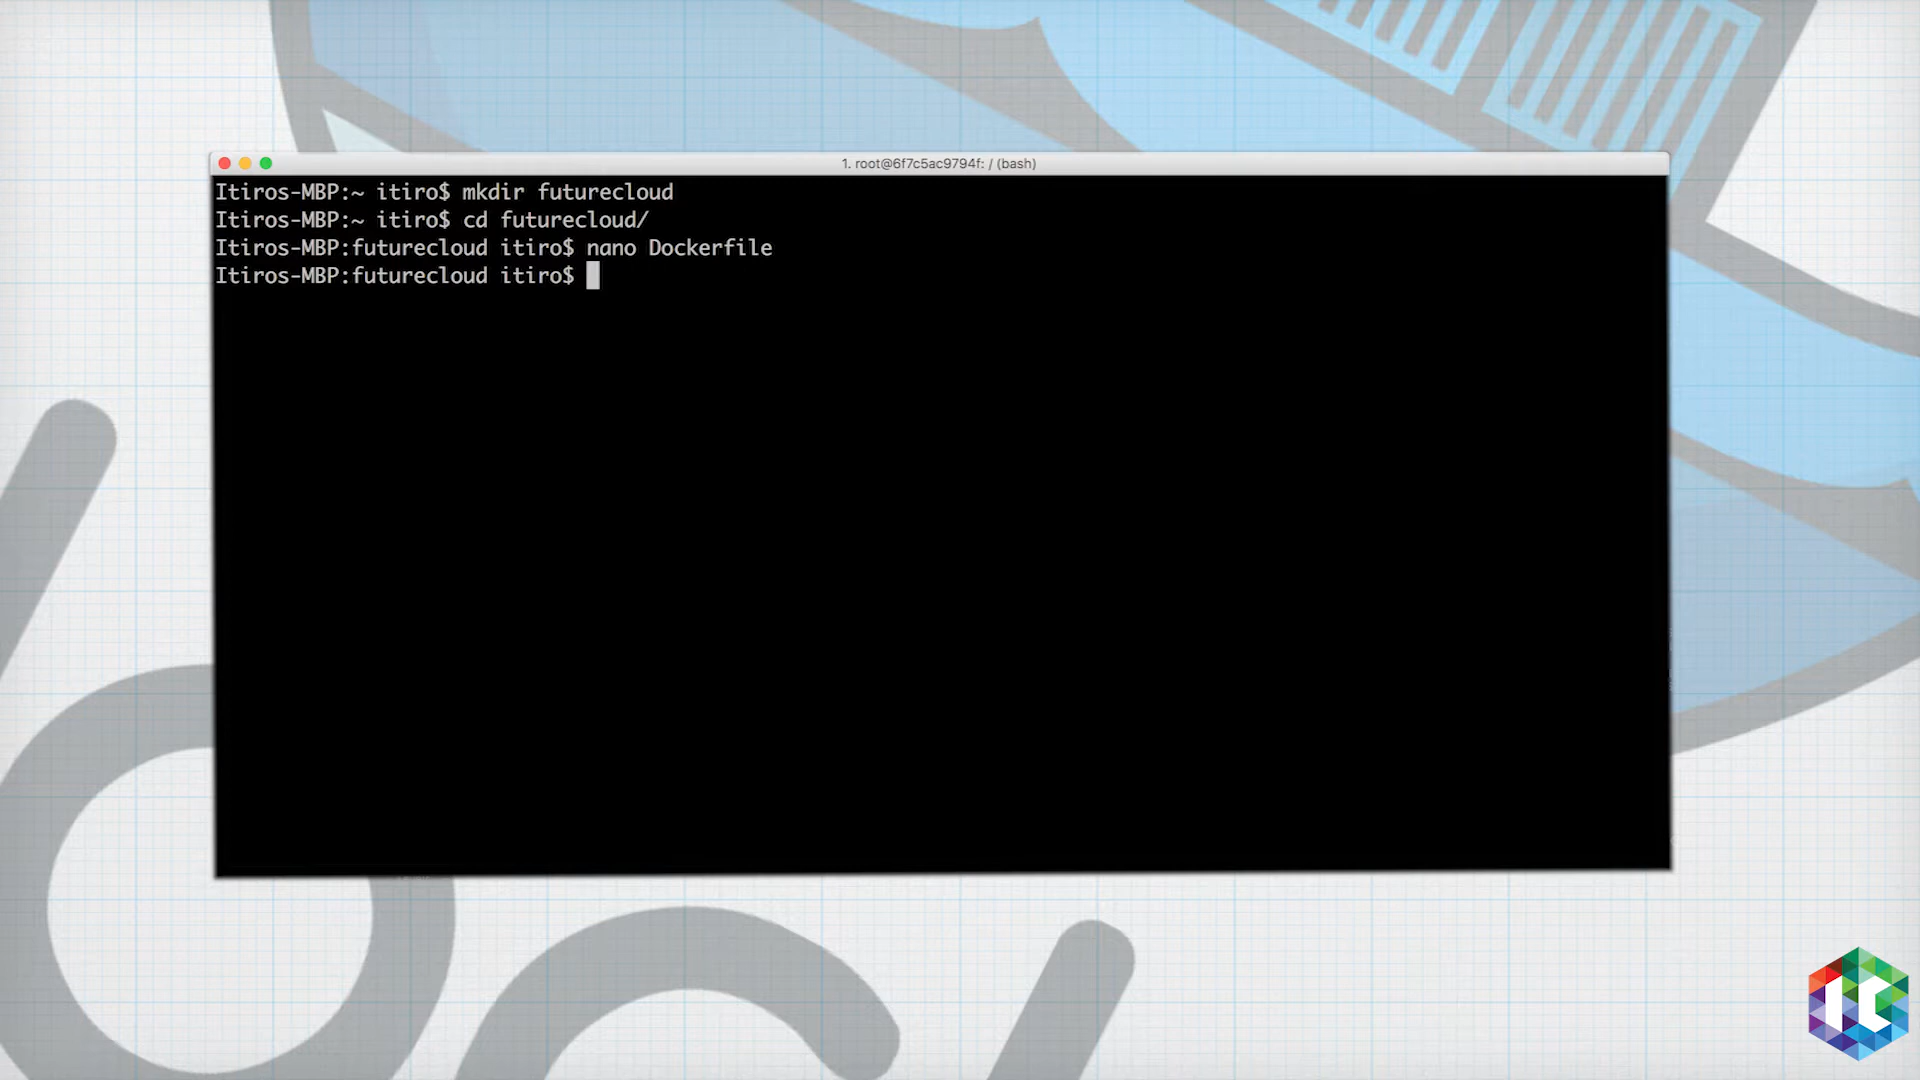 1. root@6f7c5ac9794f: / (bash)
Itiros-MBP:~ itiro$ mkdir futurecloud
Itiros-MBP:~ itiro$ cd futurecloud/
Itiros-MBP:futurecloud itiro$ nano Dockerfile
Itiros-MBP:futurecloud itiro$